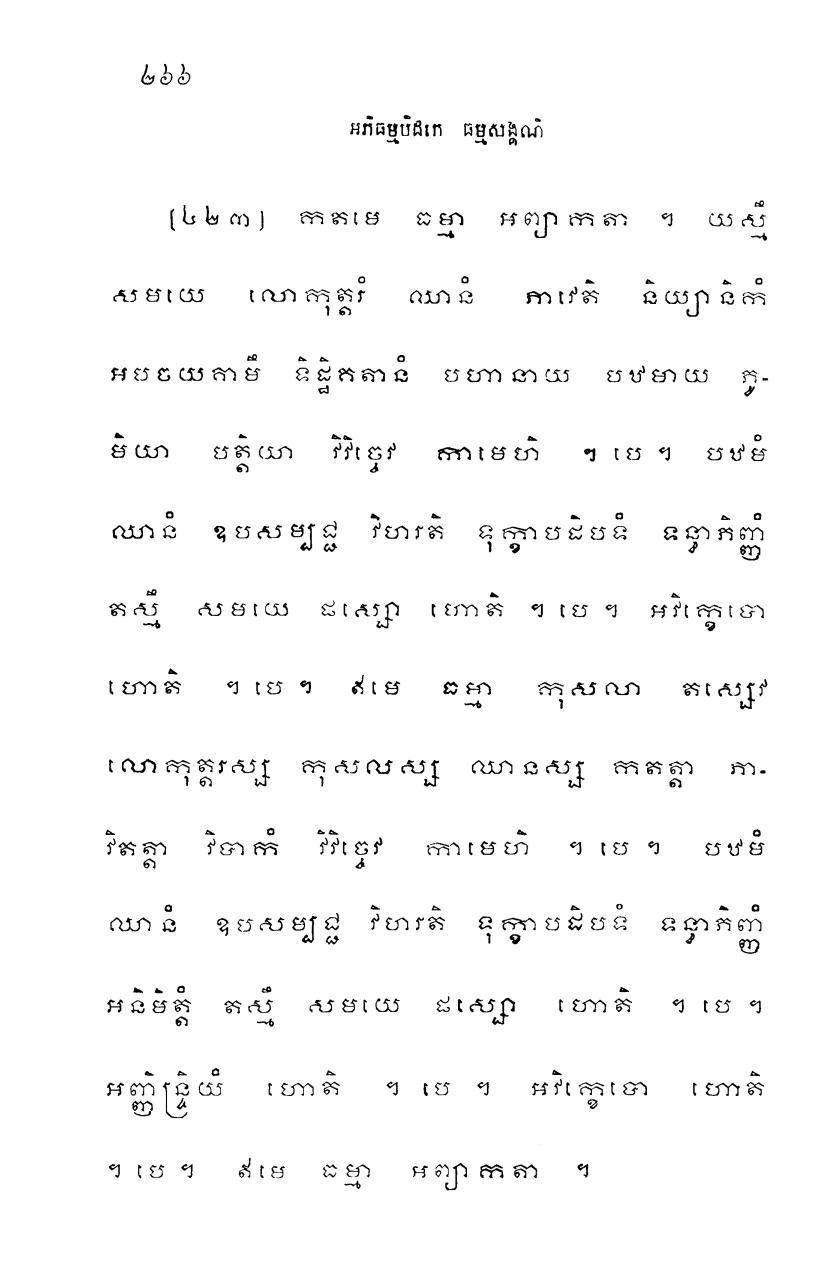 ២៦៦
អភិធម្មបិដកេ ធម្មសង្គណិ
[៤២៣] កតមេ ធម្មា អព្យាកតា ។ យស្មឹ
សមយេ លោកុត្តរំ ឈានំ ភាវេតិ និយ្យានិកំ
អបចយគាមឹ ទិដ្ឋិគតានំ បហានាយ បឋមាយ ភូ-
មិយា បត្តិយា វិវិច្ចេវ កាមេហិ ។ បេ ។ បឋមំ
ឈានំ ឧបសម្បជ្ជ វិហរតិ ទុក្ខាបដិបទំ ទន្ធាភិញ្ញំ
តស្មឹ សមយេ ផស្សោ ហោតិ ។ បេ ។ អវិក្ខេបោ
ហោតិ ។ បេ ។ ឥមេ ធម្មា កុសលា តស្សេវ
លោកុត្តរស្ស កុសលស្ស ឈានស្ស កតត្តា ភា-
វិតត្តា វិបាកំ វិវិច្ចេវ កាមេហិ ។ បេ ។ បឋមំ
ឈានំ ឧបសម្បជ្ជ វិហរតិ ទុក្ខាបដិបទំ ទន្ធាភិញ្ញំ
អនិមិត្តំ តស្មឹ សមយេ ផស្សោ ហោតិ ។ បេ ។
អញ្ញិន្ទ្រិយំ ហោតិ ។ បេ ។ អវិក្ខេបោ ហោតិ
។ បេ ។ ឥមេ ធម្មា អព្យាកតា ។